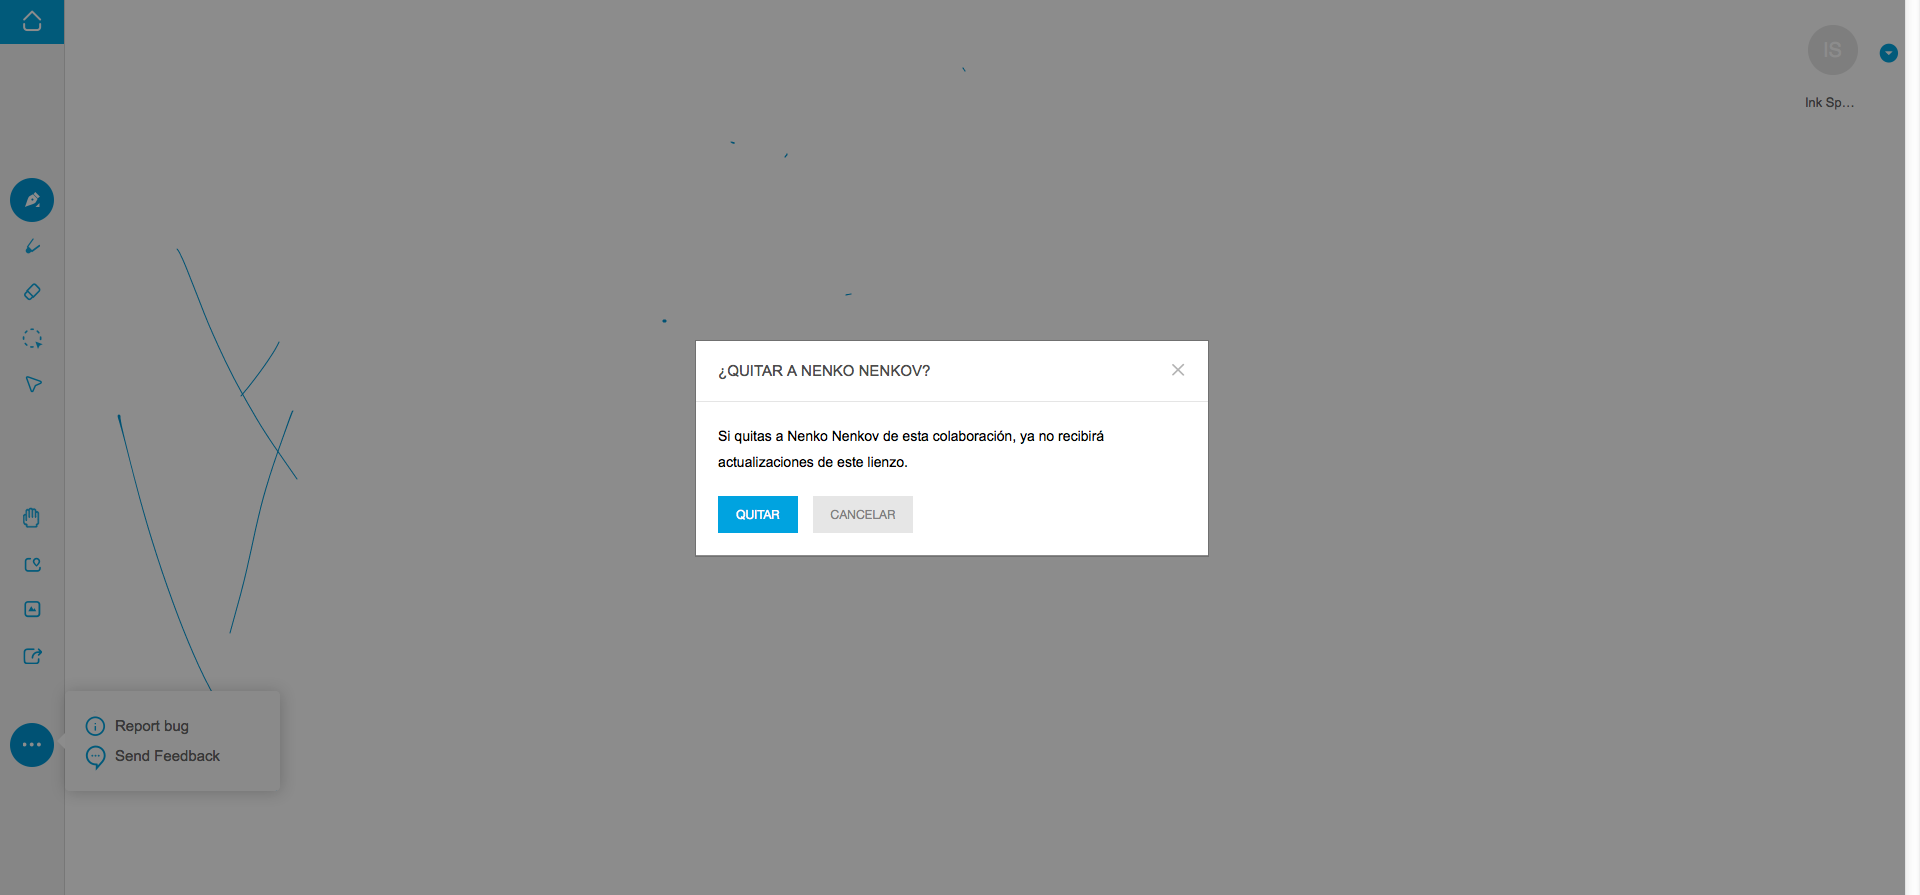 IS
Ink Sp...
¿QUITAR A NENKO NENKOV?
Si quitas a Nenko Nenkov de esta colaboración, ya no recibirá
actualizaciones de este lienzo.
QUITAR
CANCELAR
Report bug
Send Feedback